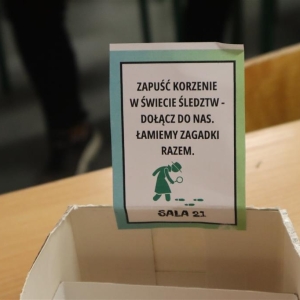 ZAPUŚĆ KORZENIE
W ŚWIECIE ŚLEDZTW -
DOŁĄCZ DO NAS.
ŁAMIEMY ZAGADKI
RAZEM.
SALA 21